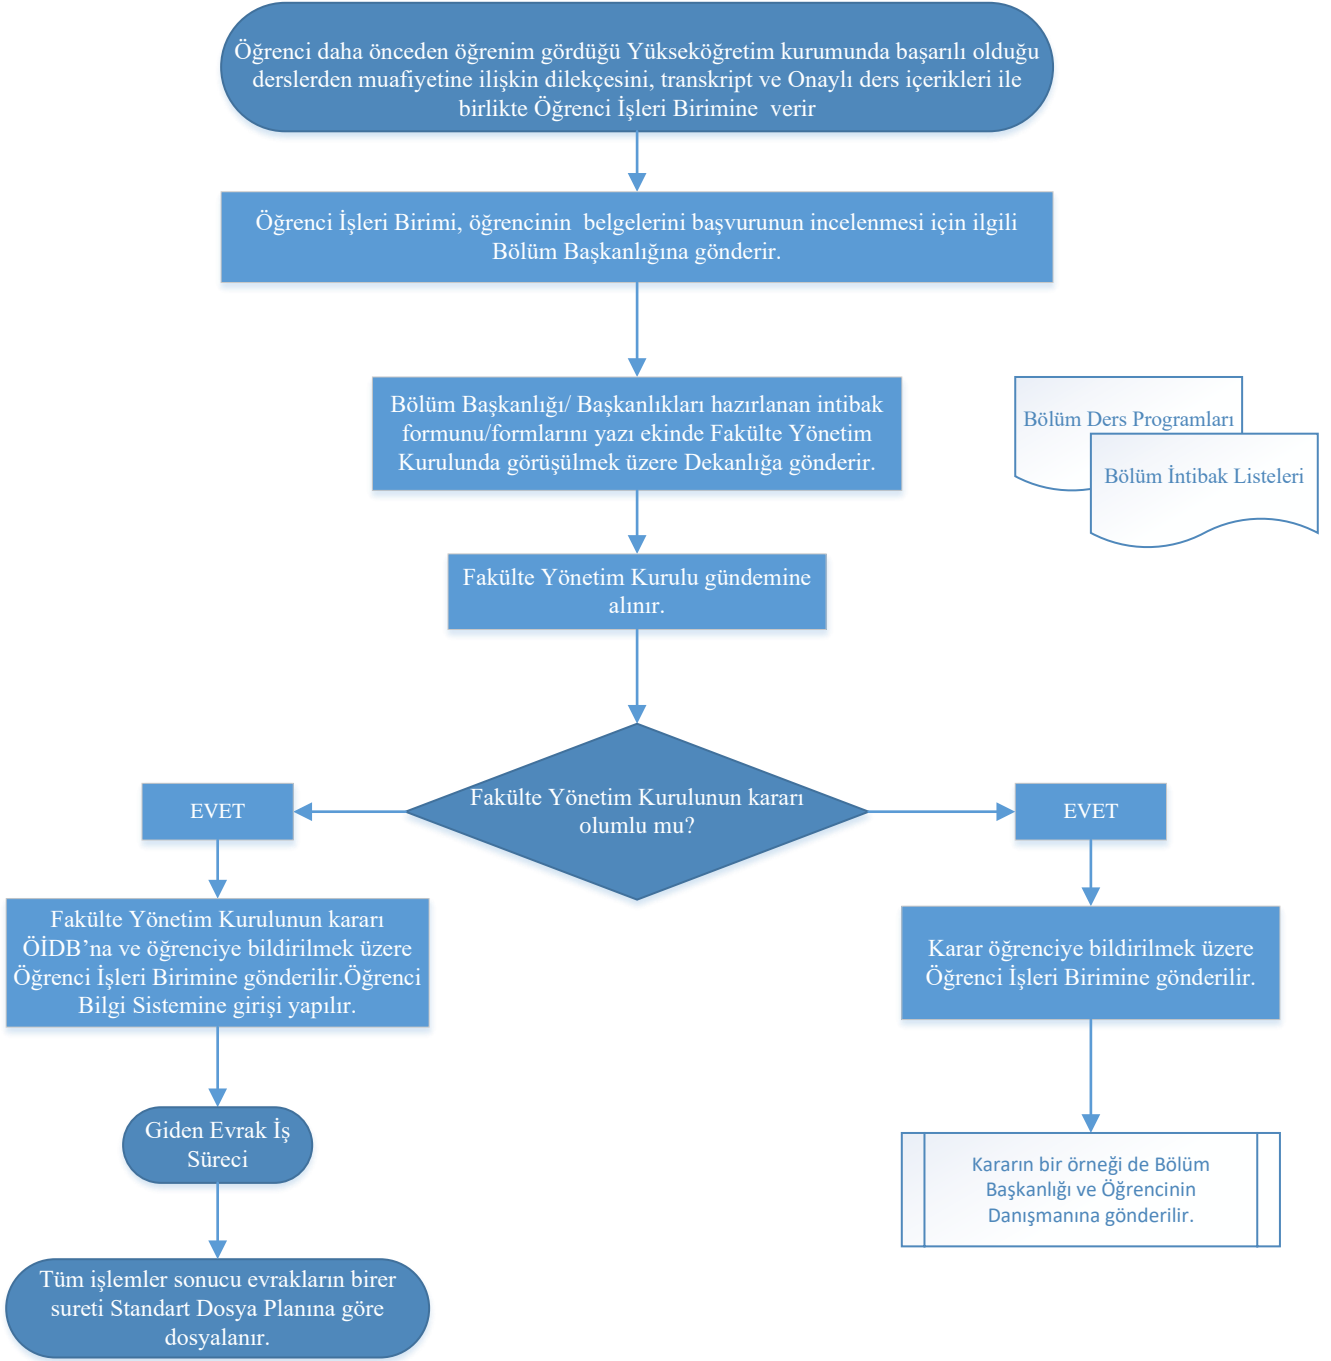 Öğrenci daha önceden öğrenim gördüğü Yükseköğretim kurumunda başarılı olduğu
derslerden muafiyetine ilişkin dilekçesini, transkript ve Onaylı ders içerikleri ile
birlikte Öğrenci İşleri Birimine  verir
Öğrenci İşleri Birimi, öğrencinin  belgelerini başvurunun incelenmesi için ilgili
Bölüm Başkanlığına gönderir.
Bölüm Başkanlığı/ Başkanlıkları hazırlanan intibak
formunu/formlarını yazı ekinde Fakülte Yönetim
Kurulunda görüşülmek üzere Dekanlığa gönderir.
Bölüm Ders Programları
Bölüm İntibak Listeleri
Fakülte Yönetim Kurulu gündemine
alınır.
Fakülte Yönetim Kurulunun kararı
olumlu mu?
EVET
EVET
Fakülte Yönetim Kurulunun kararı
ÖİDB’na ve öğrenciye bildirilmek üzere
Öğrenci İşleri Birimine gönderilir.Öğrenci
Bilgi Sistemine girişi yapılır.
Karar öğrenciye bildirilmek üzere
Öğrenci İşleri Birimine gönderilir.
Giden Evrak İş
Süreci
Kararın bir örneği de Bölüm
Başkanlığı ve Öğrencinin
Danışmanına gönderilir.
Tüm işlemler sonucu evrakların birer
sureti Standart Dosya Planına göre
dosyalanır.